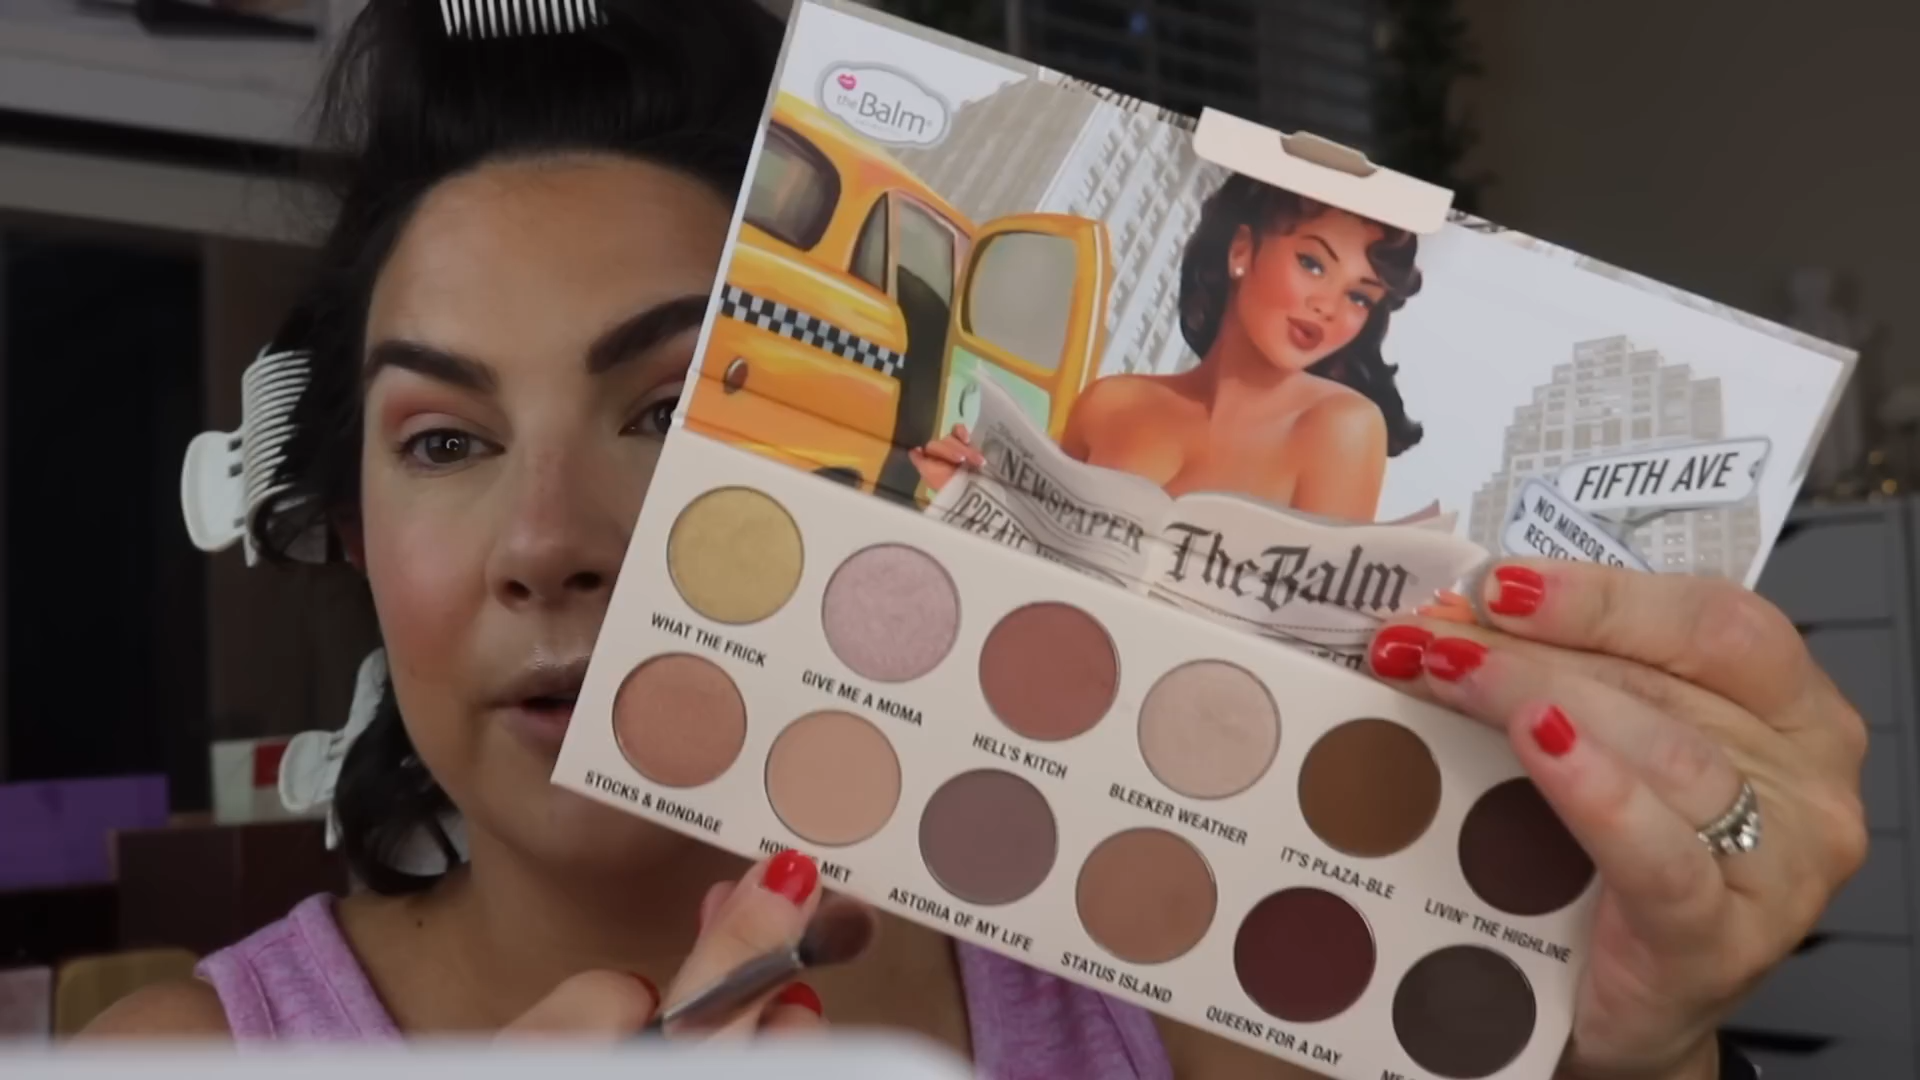 theBalm
FIFTH AVE
NO MIRROR SO
NEWSPAPER
TheBalm
WHAT THE FRICK
GIVE ME A MOMA
HELL'S KITCH
BLEEKER WEATHER
IT'S PLAZA-BLE
LIVIN' THE HIGHLINE
STOCKS & BONDAGE
MET
ASTORIA OF MY LIFE
STATUS ISLAND
QUEENS FOR A DAY